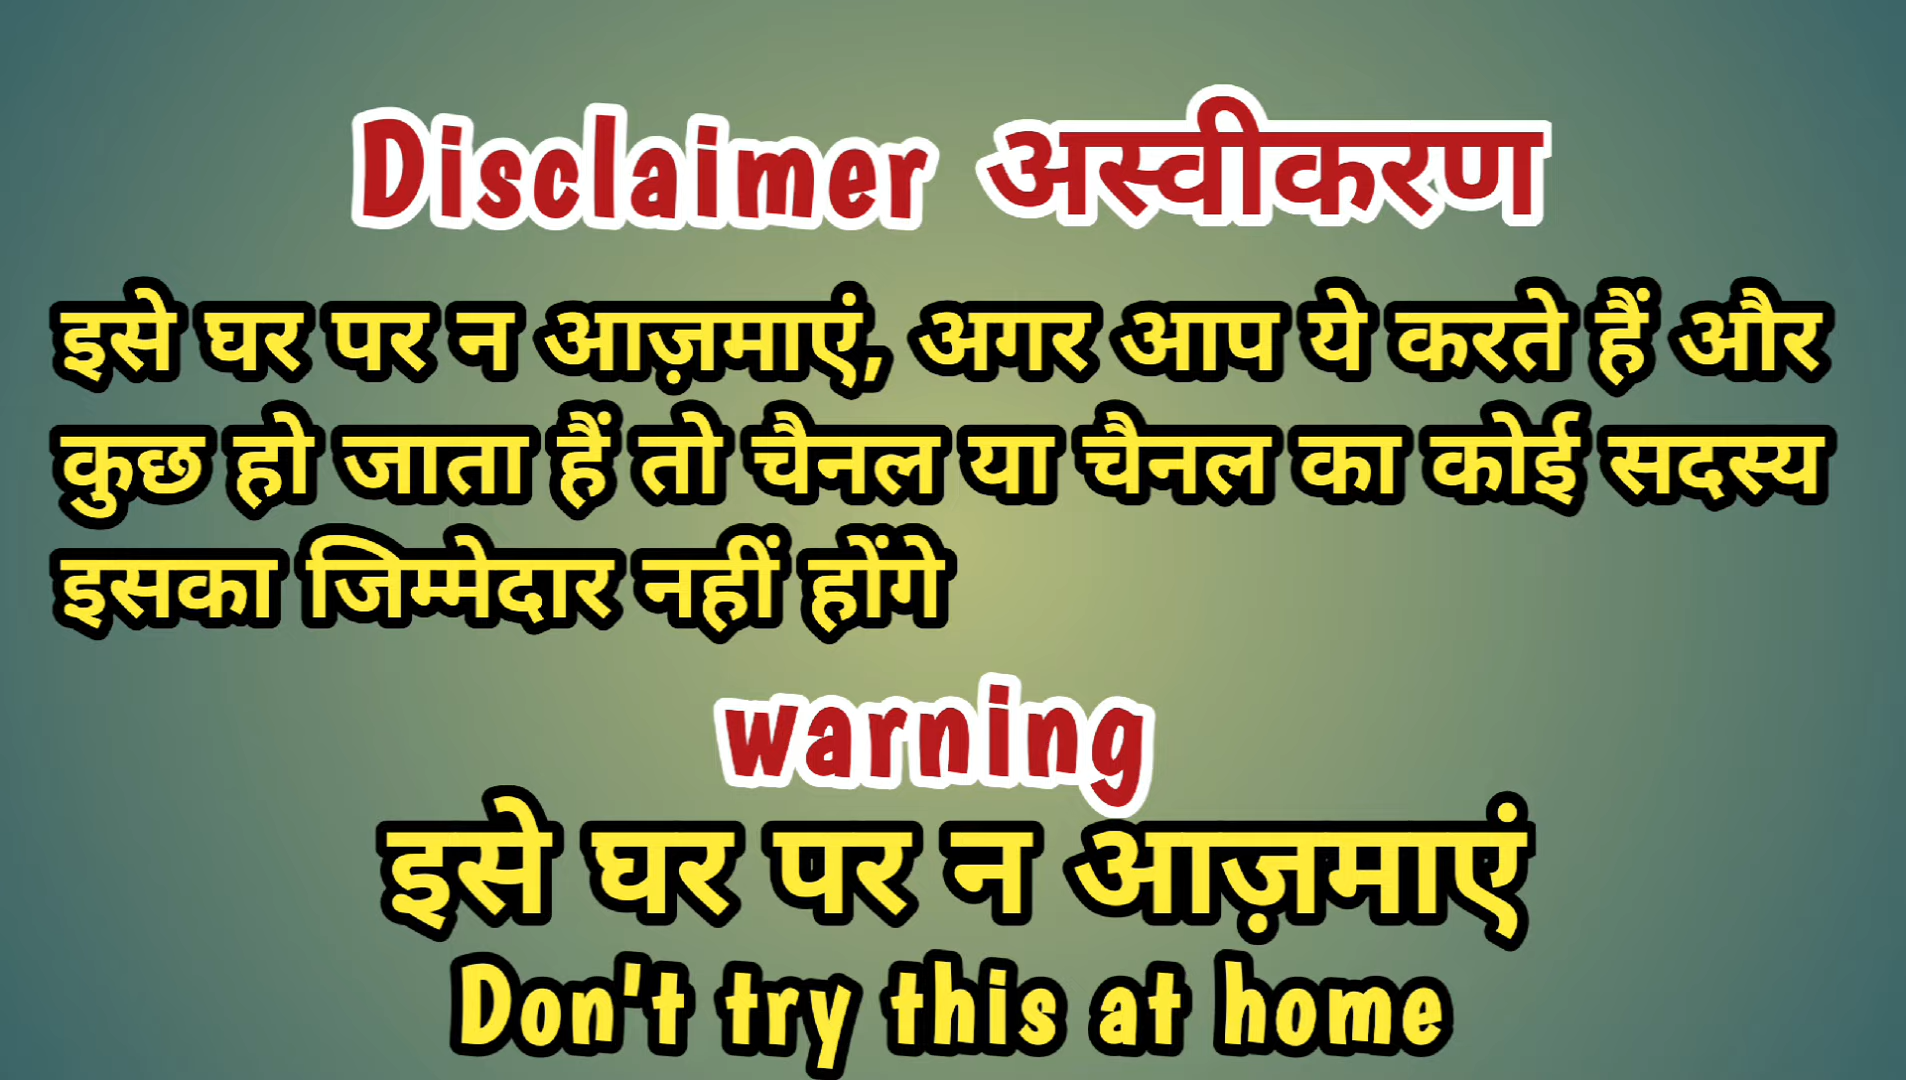 Disclaimer अस्वीकरण
इसे घर पर न आज़माएं, अगर आप ये करते हैं और
कुछ हो जाता हैं तो चैनल या चैनल का कोई सदस्य
इसका जिम्मेदार नहीं होंगे
warning
इसे घर पर न आज़माएं
Don't try this at home